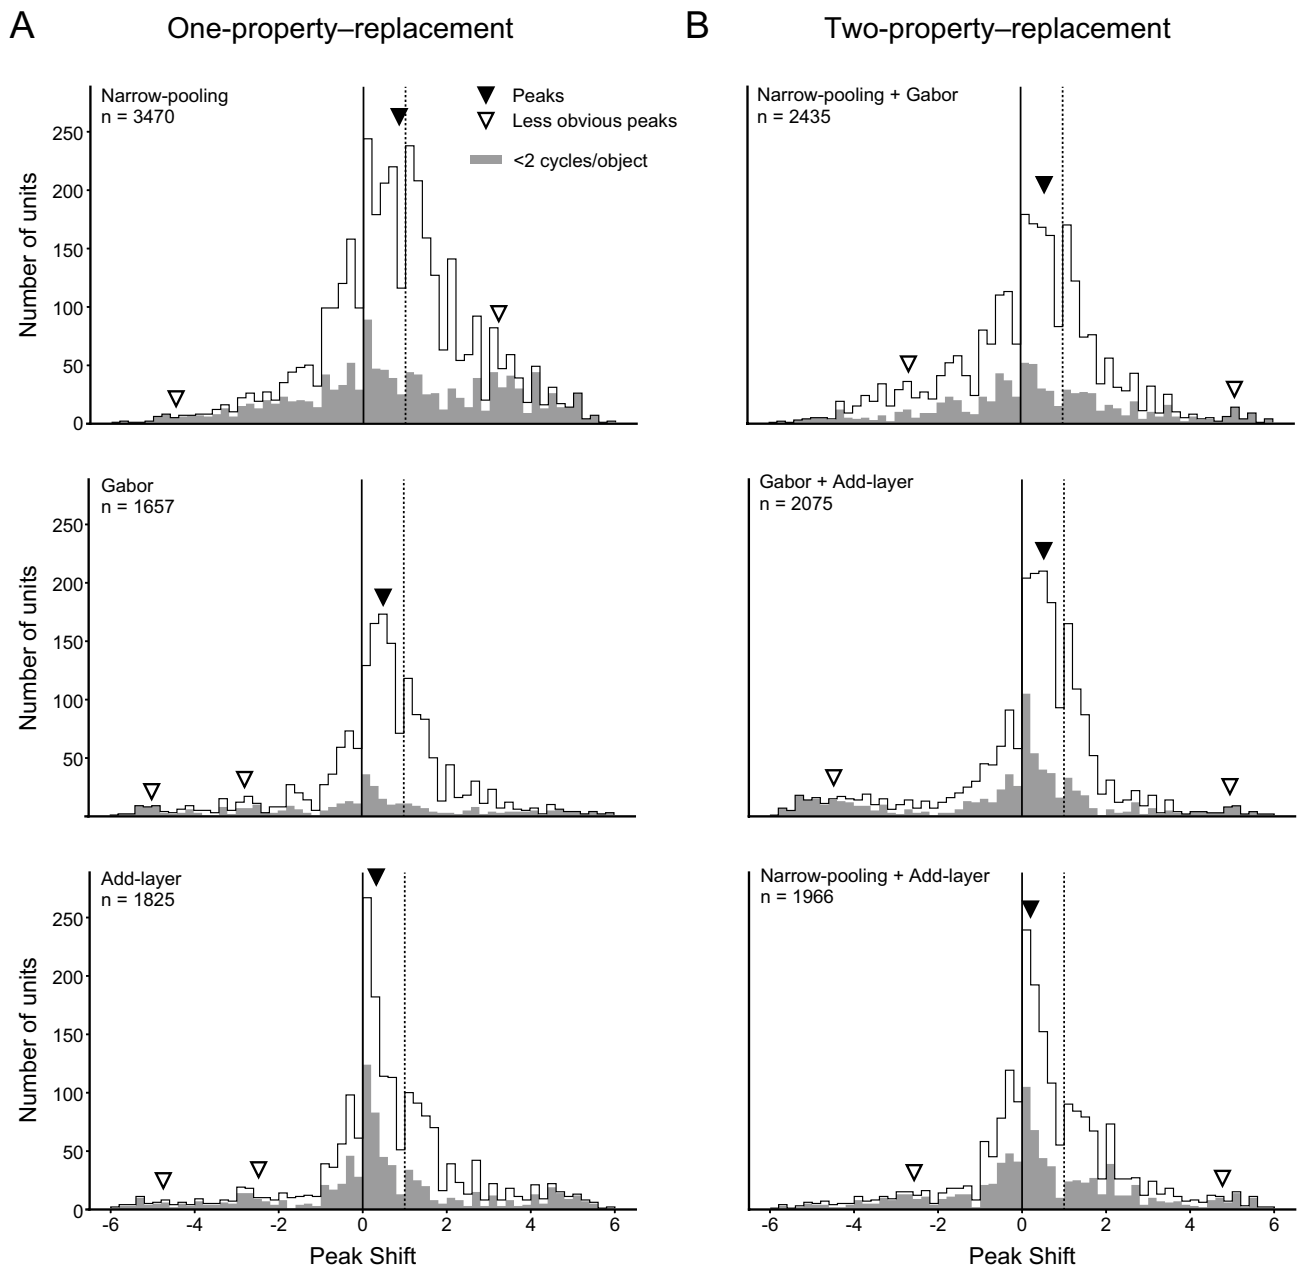 A
One-property–replacement
B
Two-property–replacement
Narrow-pooling
n = 3470
Peaks
Less obvious peaks
<2 cycles/object
Number of units
250
200
150
100
50
0
Narrow-pooling + Gabor
n = 2435
Gabor
n = 1657
Number of units
250
200
150
100
50
Gabor + Add-layer
n = 2075
Add-layer
n = 1825
Number of units
250
200
150
100
50
0
-6 -4 -2 0 2 4 6
Peak Shift
Narrow-pooling + Add-layer
n = 1966
-6 -4 -2 0 2 4 6
Peak Shift